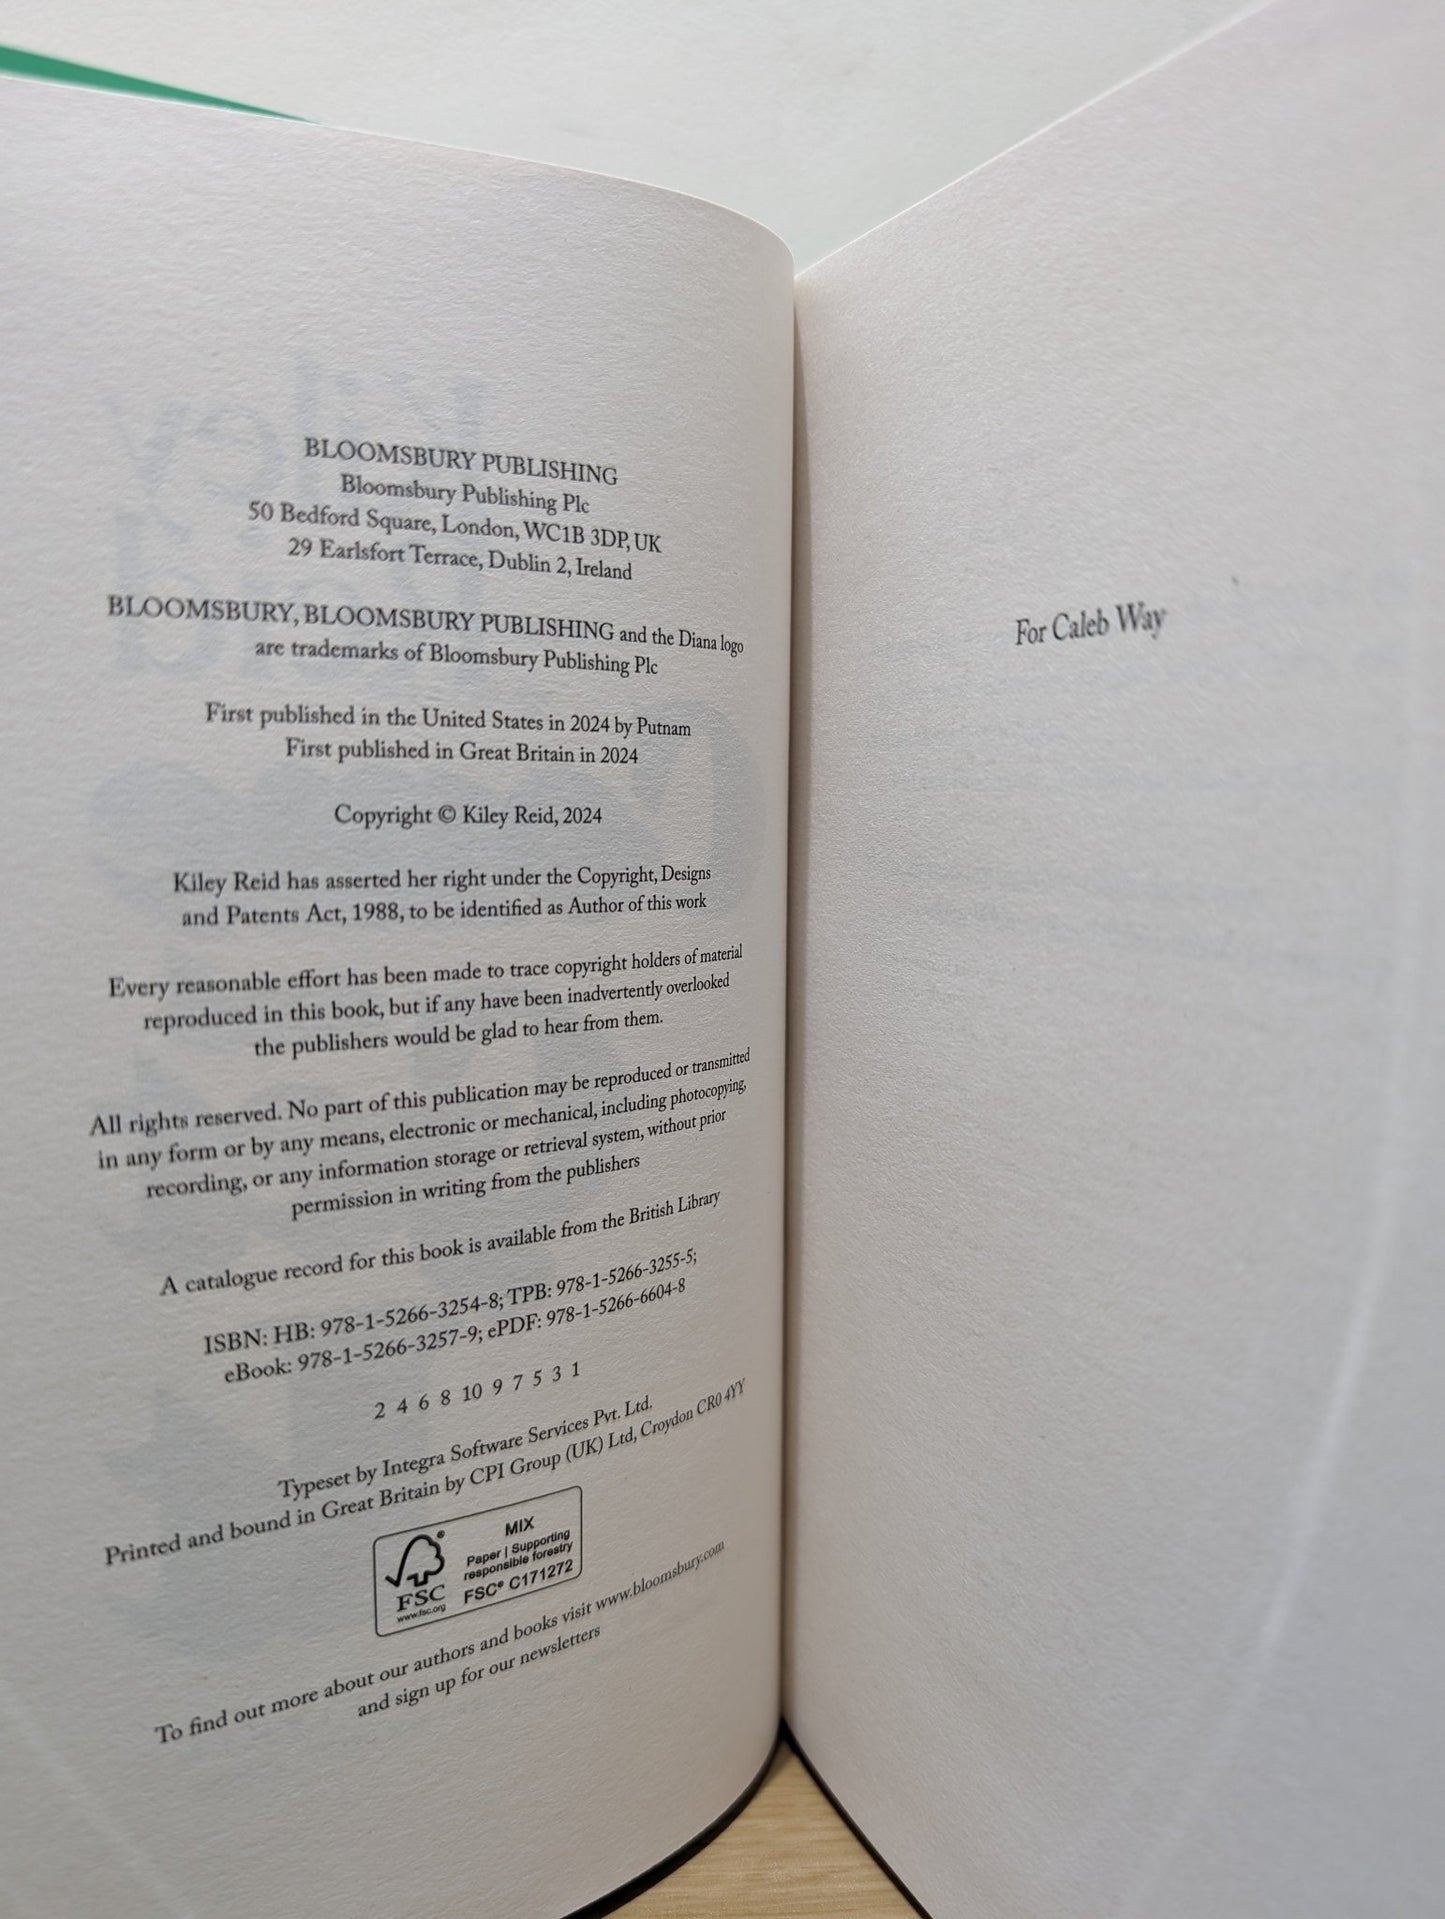 BLOOMSBURY PUBLISHING
Bloomsbury Publishing Plc
50 Bedford Square, London, WC1B 3DP, UK
29 Earlsfort Terrace, Dublin 2, Ireland
BLOOMSBURY, BLOOMSBURY PUBLISHING and the Diana logo
are trademarks of Bloomsbury Publishing Plc
First published in the United States in 2024 by Putnam
First published in Great Britain in 2024
Copyright © Kiley Reid, 2024
Kiley Reid has asserted her right under the Copyright, Designs
and Patents Act, 1988, to be identified as Author of this work
Every reasonable effort has been made to trace copyright holders of material
reproduced in this book, but if any have been inadvertently overlooked
the publishers would be glad to hear from them.
All rights reserved. No part of this publication may be reproduced or transmitted
in any form or by any means, electronic or mechanical, including photocopying,
recording, or any information storage or retrieval system, without prior
permission in writing from the publishers
A catalogue record for this book is available from the British Library
ISBN: HB: 978-1-5266-3254-8; TPB: 978-1-5266-3255-5;
eBook: 978-1-5266-3257-9; ePDF: 978-1-5266-6604-8
2 4 6 8 10 9 7 5 3 1
Typeset by Integra Software Services Pvt. Ltd.
Printed and bound in Great Britain by CPI Group (UK) Ltd, Croydon CR0 4YY
FSC®
www.fsc.org
MIX
Paper | Supporting
responsible forestry
FSC® C171272
To find out more about our authors and books visit www.bloomsbury.com
and sign up for our newsletters
For Caleb Way